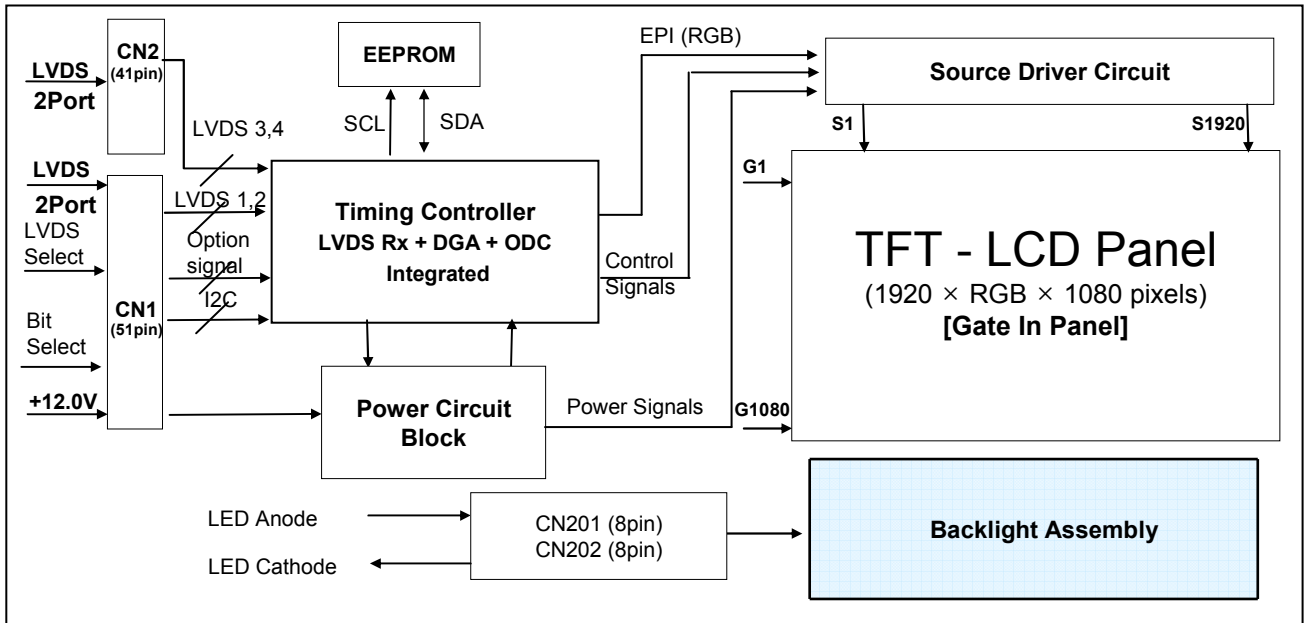 CN2
(41pin)
LVDS
2Port
LVDS
2Port
LVDS
Select
CN1
(51pin)
Bit
Select
+12.0V
LVDS 3,4
LVDS 1,2
Option
signal
I2C
EEPROM
SCL
SDA
Timing Controller
LVDS Rx + DGA + ODC
Integrated
Power Circuit
Block
EPI (RGB)
Control
Signals
Power Signals
Source Driver Circuit
S1
S1920
G1
G1080
TFT - LCD Panel
(1920 × RGB × 1080 pixels)
[Gate In Panel]
LED Anode
LED Cathode
CN201 (8pin)
CN202 (8pin)
Backlight Assembly